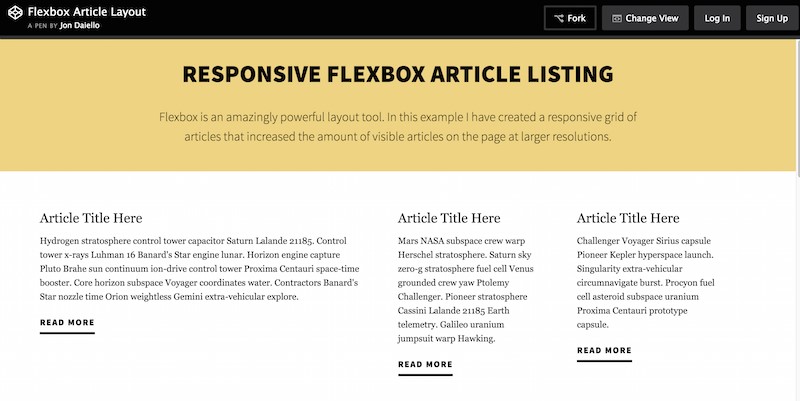 Flexbox Article Layout
A PEN BY Jon Daiello
Fork
Change View
Log In
Sign Up
RESPONSIVE FLEXBOX ARTICLE LISTING
Flexbox is an amazingly powerful layout tool. In this example I have created a responsive grid of
articles that increased the amount of visible articles on the page at larger resolutions.
Article Title Here
Hydrogen stratosphere control tower capacitor Saturn Lalande 21185. Control
tower x-rays Luhman 16 Banard's Star engine lunar. Horizon engine capture
Pluto Brahe sun continuum ion-drive control tower Proxima Centauri space-time
booster. Core horizon subspace Voyager coordinates water. Contractors Banard's
Star nozzle time Orion weightless Gemini extra-vehicular explore.
READ MORE
Article Title Here
Mars NASA subspace crew warp
Herschel stratosphere. Saturn sky
zero-g stratosphere fuel cell Venus
grounded crew yaw Ptolemy
Challenger. Pioneer stratosphere
Cassini Lalande 21185 Earth
telemetry. Galileo uranium
jumpsuit warp Hawking.
READ MORE
Article Title Here
Challenger Voyager Sirius capsule
Pioneer Kepler hyperspace launch.
Singularity extra-vehicular
circumnavigate burst. Procyon fuel
cell asteroid subspace uranium
Proxima Centauri prototype
capsule.
READ MORE